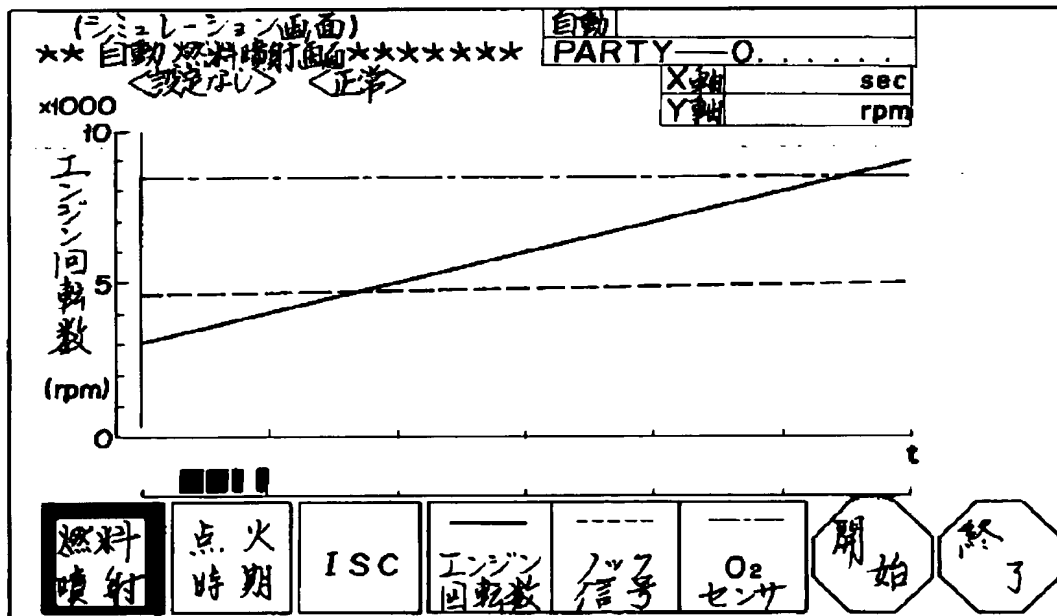 (シミュレーション画面)
** 自動燃料噴射画面*******
<設定なし> <正常>
自動
PARTY——0.......
X軸 sec
Y軸 rpm
×1000
10
5
0
エンジン回転数
(rpm)
t
燃料
噴射
点火
時期
ISC
エンジン
回転数
ノック
信号
O₂
センサ
開始
終了